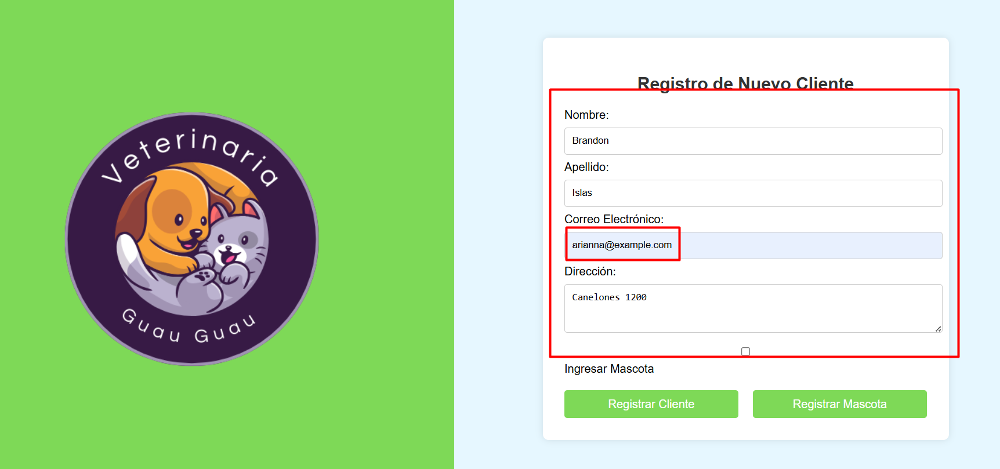 Veterinaria
Guau Guau
Registro de Nuevo Cliente
Nombre:
Brandon
Apellido:
Islas
Correo Electrónico:
arianna@example.com
Dirección:
Canelones 1200
Ingresar Mascota
Registrar Cliente
Registrar Mascota